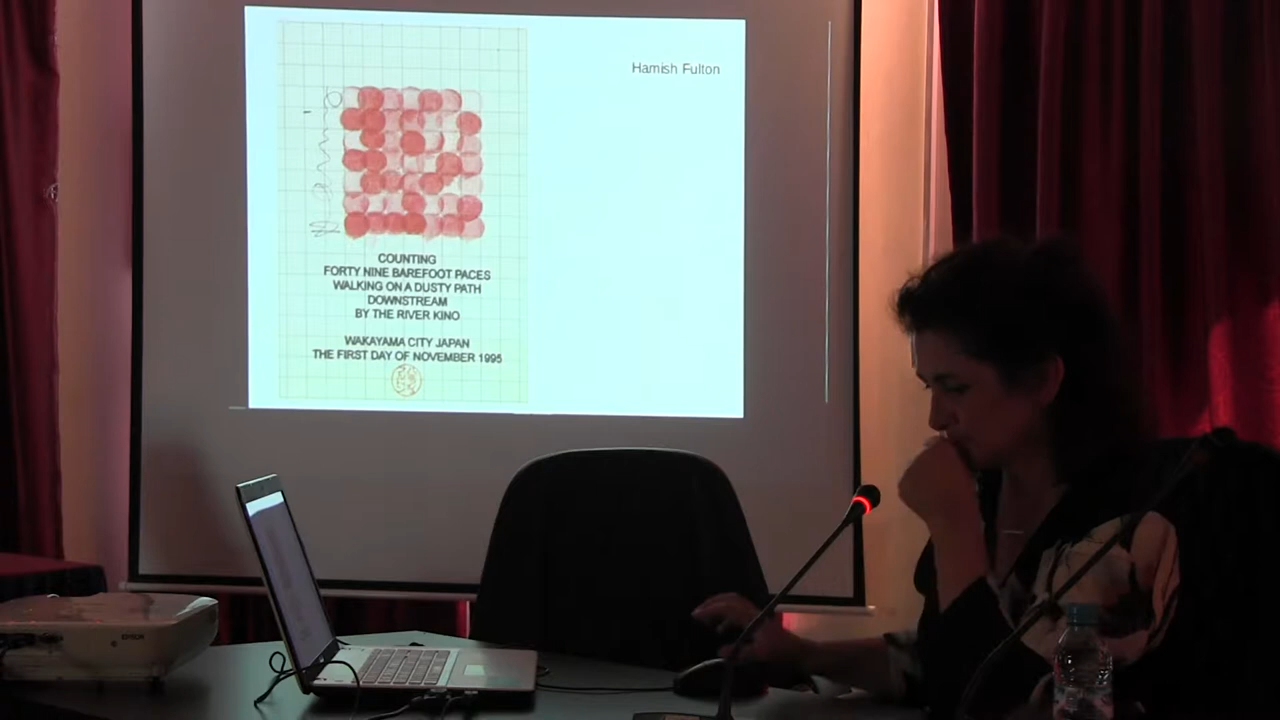 Hamish Fulton
COUNTING
FORTY NINE BAREFOOT PACES
WALKING ON A DUSTY PATH
DOWNSTREAM
BY THE RIVER KINO
WAKAYAMA CITY JAPAN
THE FIRST DAY OF NOVEMBER 1995
EPSON